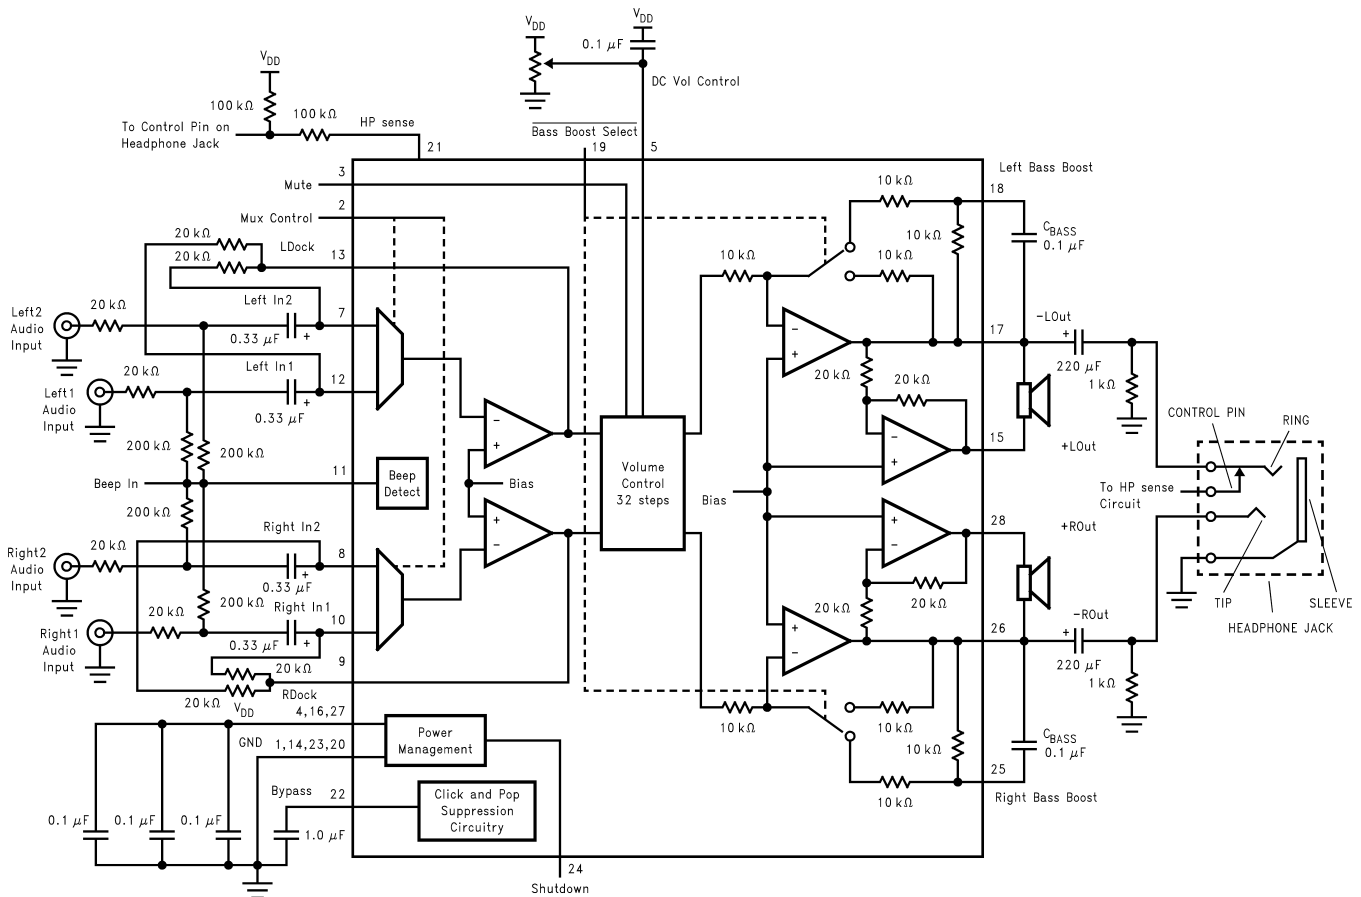 VDD
VDD
0.1 µF
DC Vol Control
VDD
100 kΩ
100 kΩ
HP sense
To Control Pin on
Headphone Jack
21
Bass Boost Select
19
5
Left Bass Boost
18
3
Mute
2
Mux Control
20 kΩ
LDock
20 kΩ
13
10 kΩ
10 kΩ
CBASS
0.1 µF
10 kΩ
10 kΩ
Left2
Audio
Input
20 kΩ
Left In2
7
0.33 µF
+
−
+
17
−LOut
+
220 µF
1 kΩ
Left1
Audio
Input
20 kΩ
Left In1
12
0.33 µF
+
20 kΩ
20 kΩ
−
+
−
+
15
+LOut
200 kΩ
200 kΩ
Beep In
11
Beep
Detect
Bias
Volume
Control
32 steps
Bias
CONTROL PIN
RING
To HP sense
Circuit
TIP
SLEEVE
HEADPHONE JACK
200 kΩ
Right In2
8
+
−
+
−
28
+ROut
Right2
Audio
Input
20 kΩ
0.33 µF
+
20 kΩ
20 kΩ
200 kΩ
Right In1
10
Right1
Audio
Input
20 kΩ
0.33 µF
+
+
−
26
−ROut
+
220 µF
1 kΩ
9
20 kΩ
20 kΩ
RDock
10 kΩ
10 kΩ
10 kΩ
CBASS
0.1 µF
10 kΩ
25
Right Bass Boost
VDD
4,16,27
GND
1,14,23,20
Power
Management
Bypass
22
Click and Pop
Suppression
Circuitry
0.1 µF
0.1 µF
0.1 µF
1.0 µF
24
Shutdown